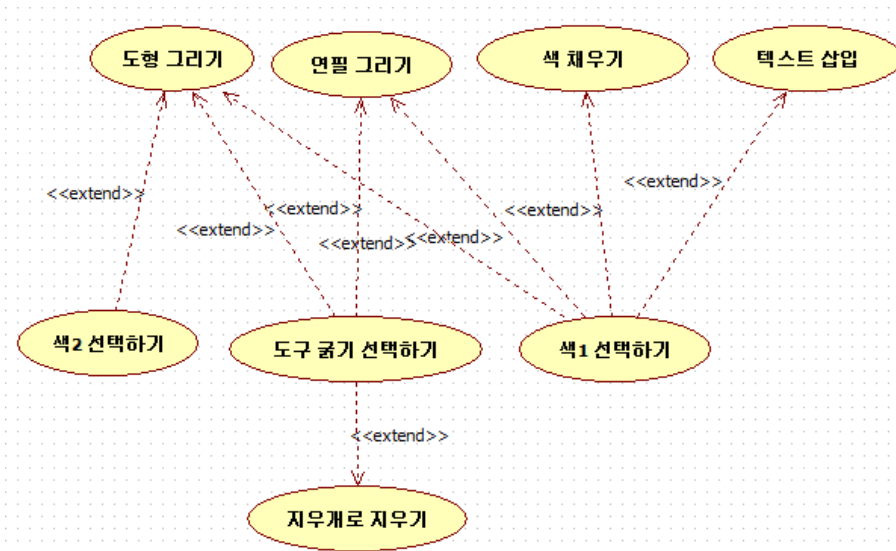 도형 그리기
연필 그리기
색 채우기
텍스트 삽입
<<extend>>
<<extend>>
<<extend>>
<<extend>>
<<extend>>
<<extend>>
<<extend>>
색2 선택하기
도구 굵기 선택하기
색1 선택하기
<<extend>>
지우개로 지우기